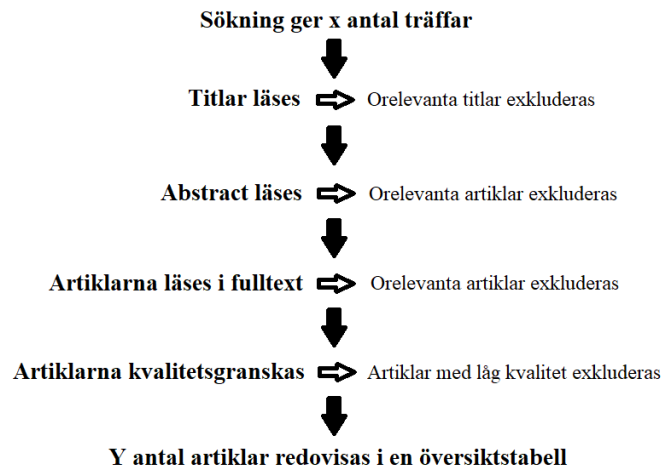 Sökning ger x antal träffar
Titlar läses Orelevanta titlar exkluderas
Abstract läses Orelevanta artiklar exkluderas
Artiklarna läses i fulltext Orelevanta artiklar exkluderas
Artiklarna kvalitetsgranskas Artiklar med låg kvalitet exkluderas
Y antal artiklar redovisas i en översiktstabell